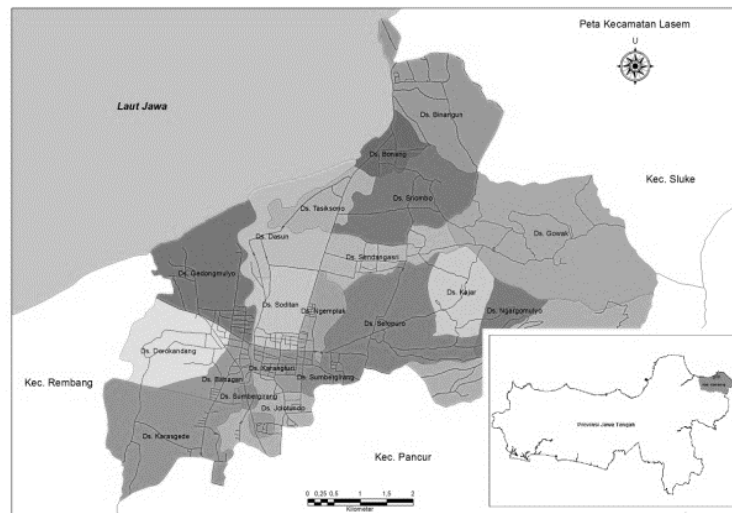 Peta Kecamatan Lasem
U
Laut Jawa
Ds. Binangun
Ds. Bonang
Kec. Sluke
Ds. Sriombo
Ds. Tasiksono
Ds. Gowak
Ds. Dasun
Ds. Sendangasri
Ds. Gedongmulyo
Ds. Kajar
Ds. Soditan
Ds. Ngemplak
Ds. Selopuro
Ds. Ngargomulyo
Ds. Dorokandang
Ds. Karangturi
Ds. Sumbergirang
Kec. Rembang
Ds. Babagan
Ds. Sumbergirang
Ds. Jolotundo
Ds. Karasgede
Kec. Pancur
Provinsi Jawa Tengah
0 0,25 0,5 1 1,5 2
Kilometer